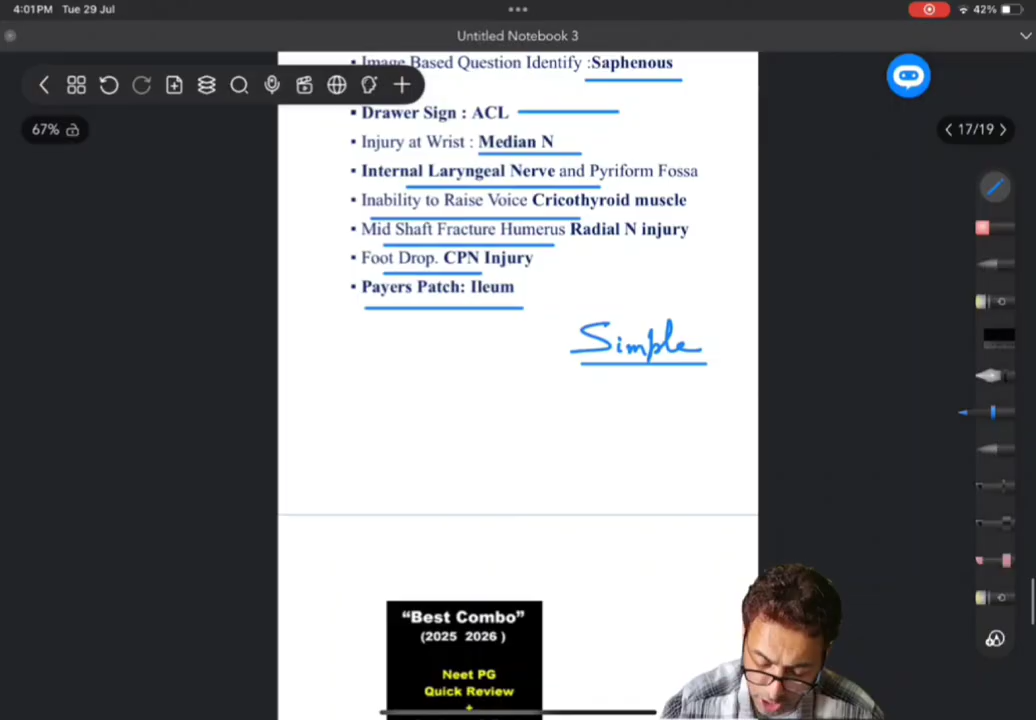 4:01PM Tue 29 Jul
42%
Untitled Notebook 3
Image Based Question Identify :Saphenous
67%
17/19
▪ Drawer Sign : ACL
▪ Injury at Wrist : Median N
▪ Internal Laryngeal Nerve and Pyriform Fossa
▪ Inability to Raise Voice Cricothyroid muscle
▪ Mid Shaft Fracture Humerus Radial N injury
▪ Foot Drop. CPN Injury
▪ Payers Patch: Ileum
Simple
“Best Combo”
(2025 2026 )
Neet PG
Quick Review
+